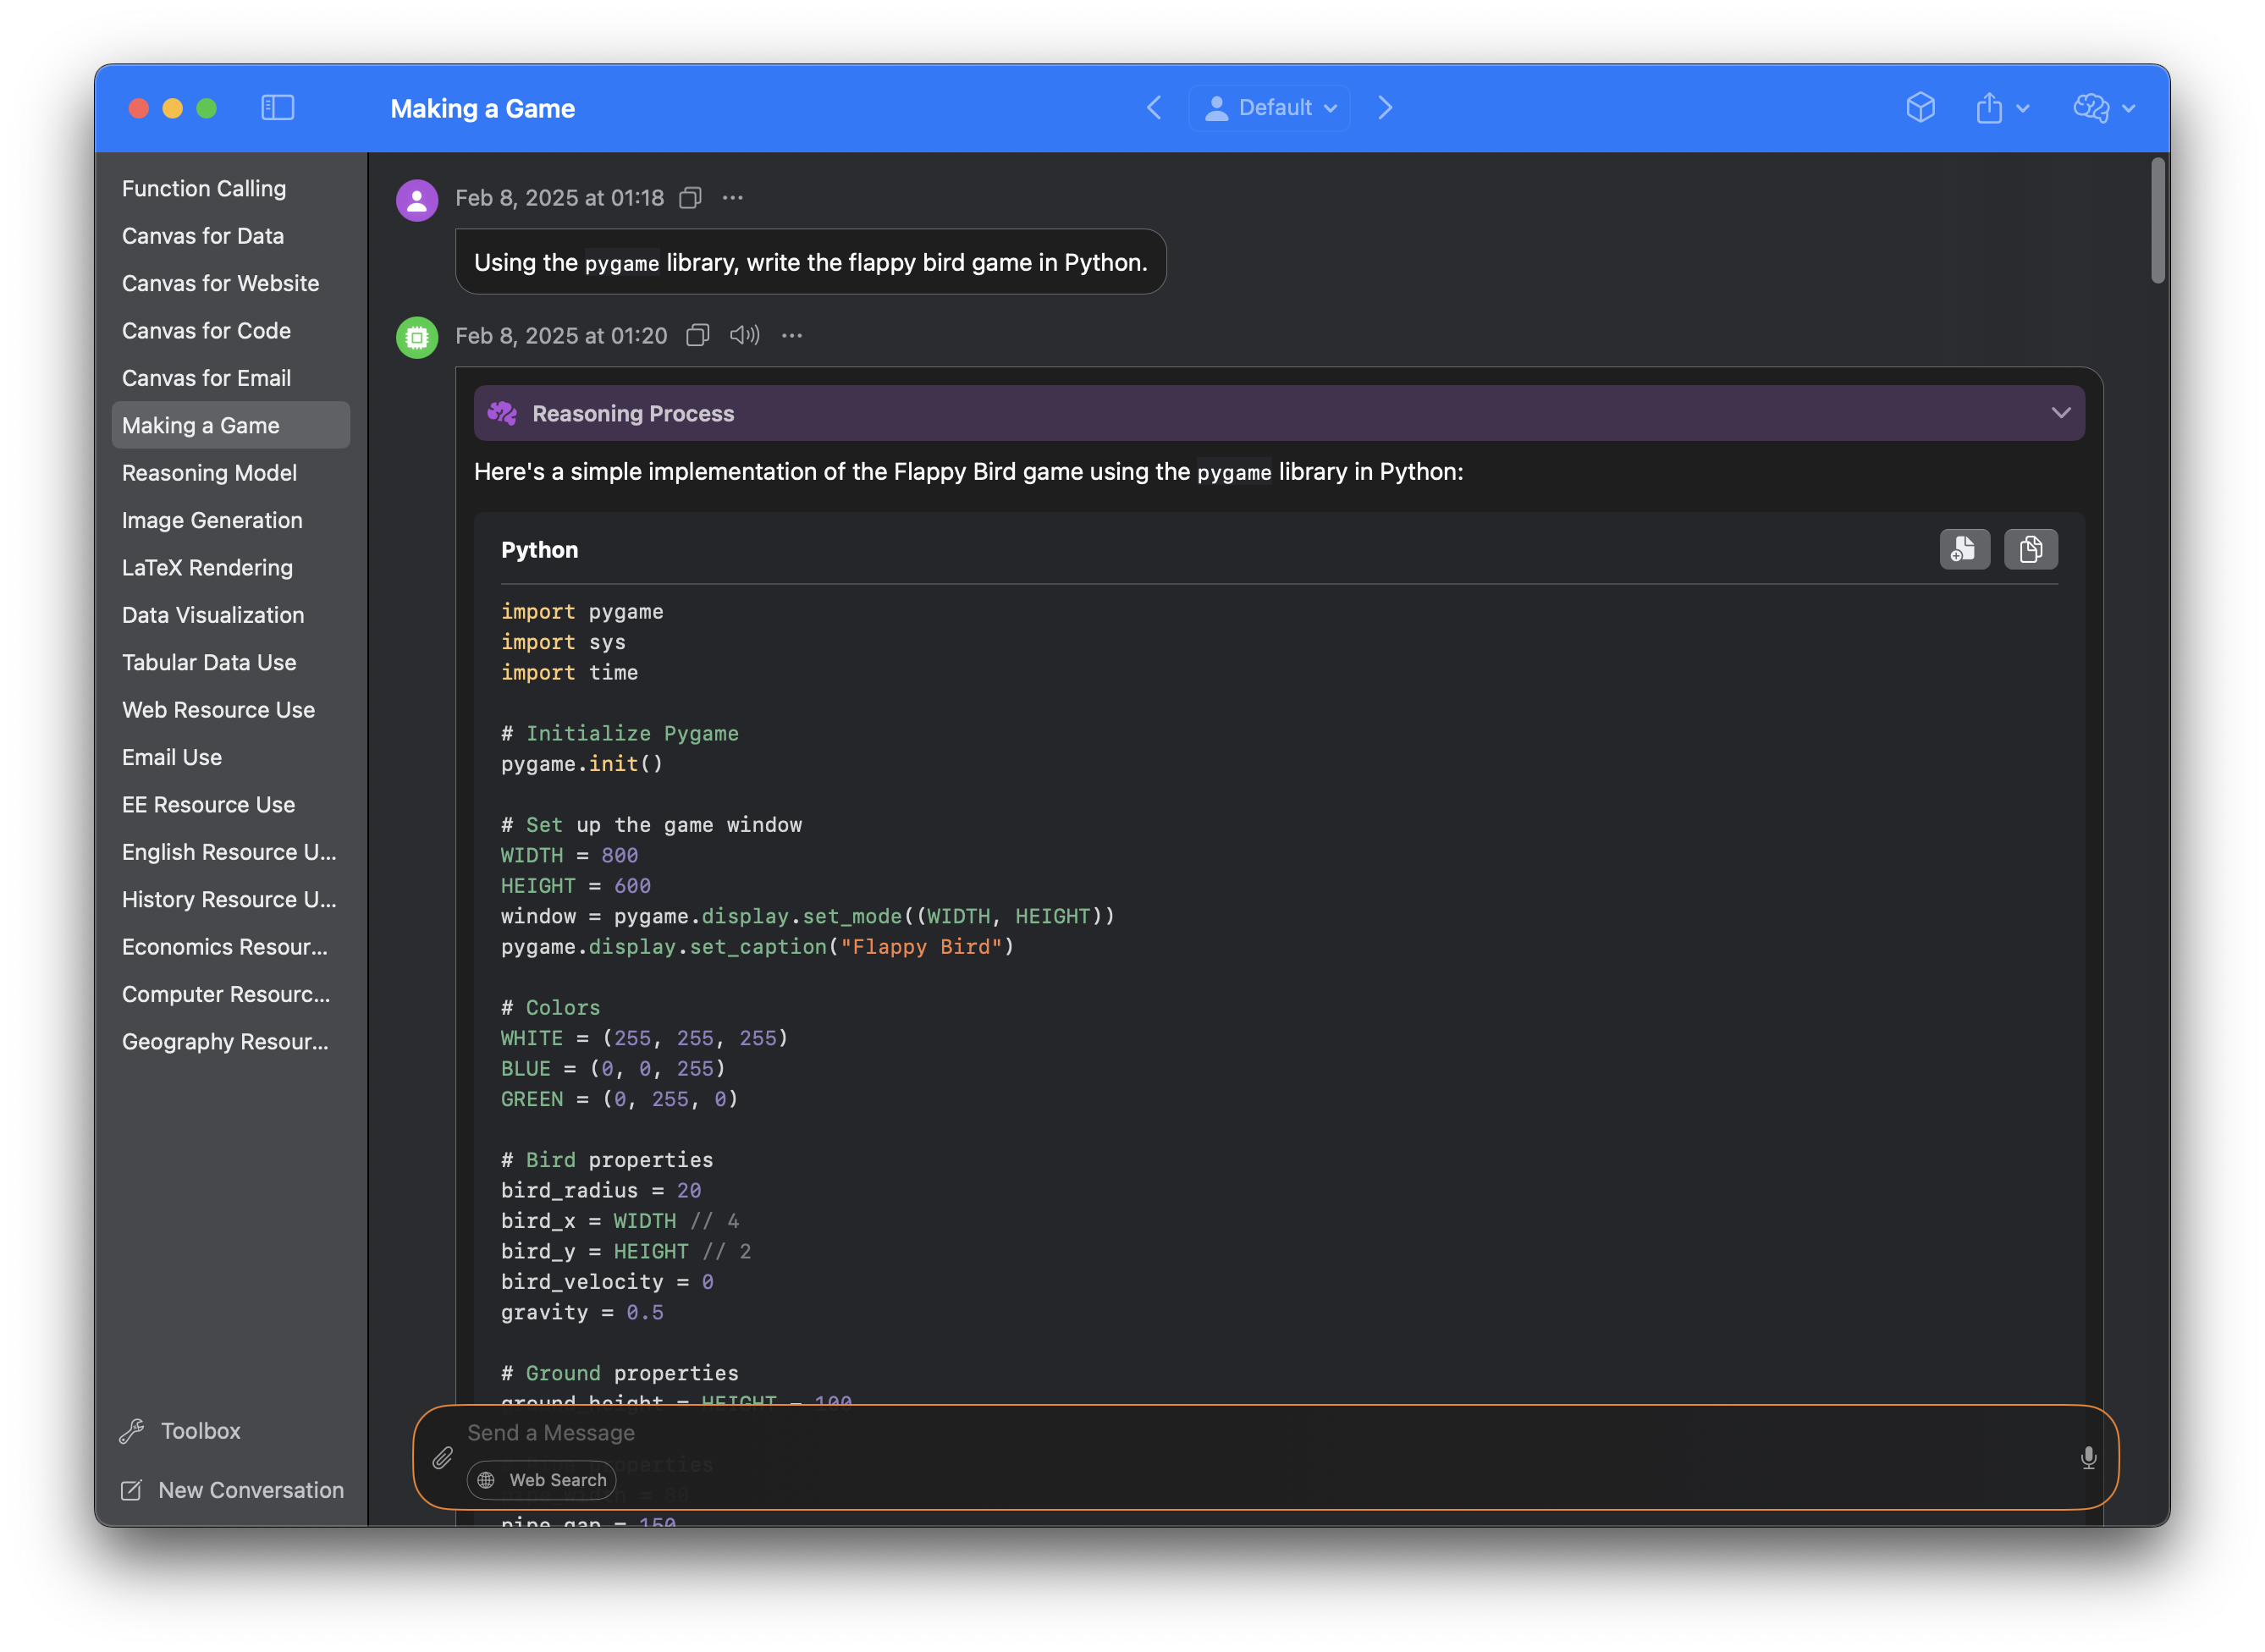 Making a Game
Default
Function Calling
Canvas for Data
Canvas for Website
Canvas for Code
Canvas for Email
Making a Game
Reasoning Model
Image Generation
LaTeX Rendering
Data Visualization
Tabular Data Use
Web Resource Use
Email Use
EE Resource Use
English Resource U...
History Resource U...
Economics Resour...
Computer Resourc...
Geography Resour...
Toolbox
New Conversation
Feb 8, 2025 at 01:18
Using the pygame library, write the flappy bird game in Python.
Feb 8, 2025 at 01:20
Reasoning Process
Here's a simple implementation of the Flappy Bird game using the pygame library in Python:
Python
import pygame
import sys
import time
# Initialize Pygame
pygame.init()
# Set up the game window
WIDTH = 800
HEIGHT = 600
window = pygame.display.set_mode((WIDTH, HEIGHT))
pygame.display.set_caption("Flappy Bird")
# Colors
WHITE = (255, 255, 255)
BLUE = (0, 0, 255)
GREEN = (0, 255, 0)
# Bird properties
bird_radius = 20
bird_x = WIDTH // 4
bird_y = HEIGHT // 2
bird_velocity = 0
gravity = 0.5
# Ground properties
ground_height = HEIGHT - 100
Send a Message
properties
Web Search
= 80
pipe_gap = 150